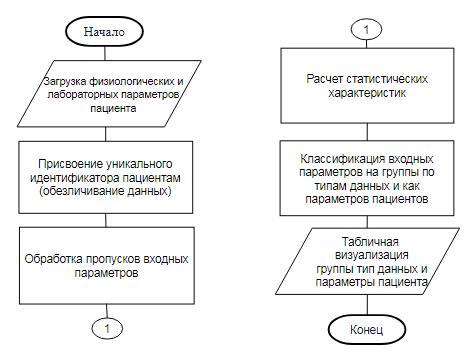 Начало
Загрузка физиологических и
лабораторных параметров
пациента
Присвоение уникального
идентификатора пациентам
(обезличивание данных)
Обработка пропусков входных
параметров
1
1
Расчет статистических
характеристик
Классификация входных
параметров на группы по
типам данных и как
параметров пациентов
Табличная
визуализация
группы тип данных и
параметры пациента
Конец